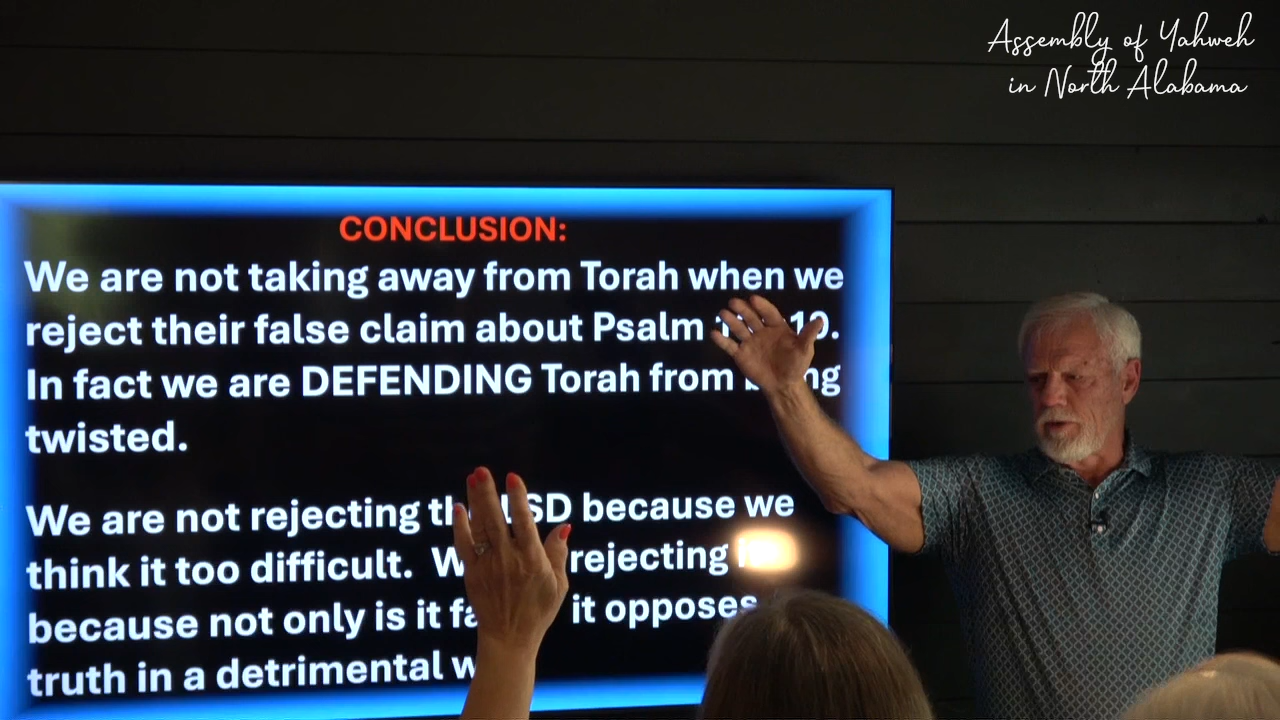 Assembly of Yahweh
in North Alabama
CONCLUSION:
We are not taking away from Torah when we
reject their false claim about Psalm
In fact we are DEFENDING Torah from
twisted.
We are not rejecting because we
think it too difficult. rejecting
because not only is it it opposes
truth in a detrimental